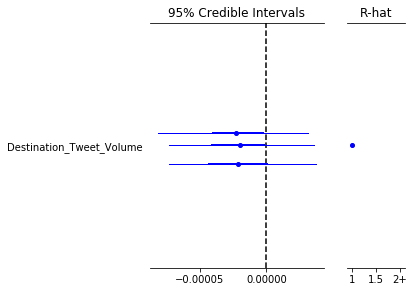 95% Credible Intervals
R-hat
Destination_Tweet_Volume
−0.00005
0.00000
1
1.5
2+